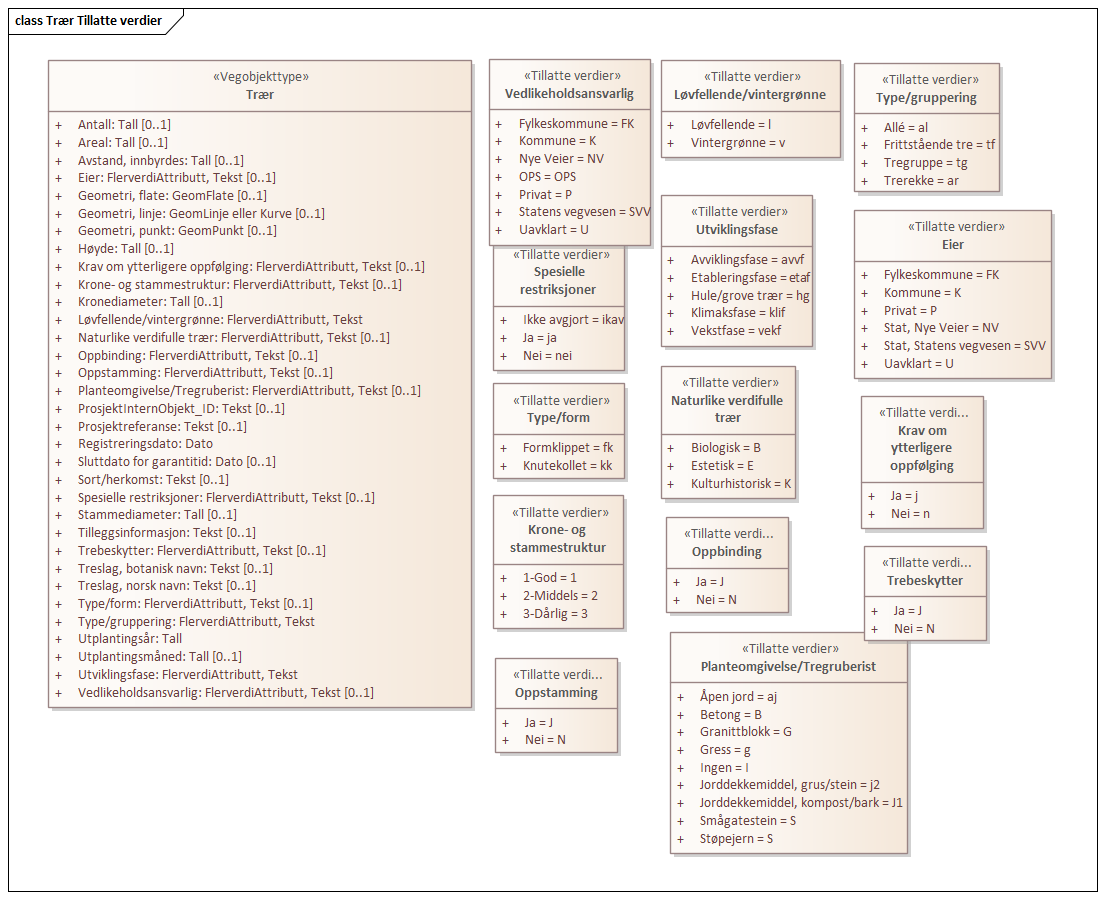 class Trær Tillatte verdier
«Vegobjekttype»
Trær
+ Antall: Tall [0..1]
+ Areal: Tall [0..1]
+ Avstand, innbyrdes: Tall [0..1]
+ Eier: FlerverdiAttributt, Tekst [0..1]
+ Geometri, flate: GeomFlate [0..1]
+ Geometri, linje: GeomLinje eller Kurve [0..1]
+ Geometri, punkt: GeomPunkt [0..1]
+ Høyde: Tall [0..1]
+ Krav om ytterligere oppfølging: FlerverdiAttributt, Tekst [0..1]
+ Krone- og stammestruktur: FlerverdiAttributt, Tekst [0..1]
+ Kronediameter: Tall [0..1]
+ Løvfellende/vintergrønne: FlerverdiAttributt, Tekst
+ Naturlike verdifulle trær: FlerverdiAttributt, Tekst [0..1]
+ Oppbinding: FlerverdiAttributt, Tekst [0..1]
+ Oppstamming: FlerverdiAttributt, Tekst [0..1]
+ Planteomgivelse/Tregruberist: FlerverdiAttributt, Tekst [0..1]
+ ProsjektInternObjekt_ID: Tekst [0..1]
+ Prosjektreferanse: Tekst [0..1]
+ Registreringsdato: Dato
+ Sluttdato for garantitid: Dato [0..1]
+ Sort/herkomst: Tekst [0..1]
+ Spesielle restriksjoner: FlerverdiAttributt, Tekst [0..1]
+ Stammediameter: Tall [0..1]
+ Tilleggsinformasjon: Tekst [0..1]
+ Trebeskytter: FlerverdiAttributt, Tekst [0..1]
+ Treslag, botanisk navn: Tekst [0..1]
+ Treslag, norsk navn: Tekst [0..1]
+ Type/form: FlerverdiAttributt, Tekst [0..1]
+ Type/gruppering: FlerverdiAttributt, Tekst
+ Utplantingsår: Tall
+ Utplantingsmåned: Tall [0..1]
+ Utviklingsfase: FlerverdiAttributt, Tekst
+ Vedlikeholdsansvarlig: FlerverdiAttributt, Tekst [0..1]
«Tillatte verdier»
Vedlikeholdsansvarlig
+ Fylkeskommune = FK
+ Kommune = K
+ Nye Veier = NV
+ OPS = OPS
+ Privat = P
+ Statens vegvesen = SVV
+ Uavklart = U
«Tillatte verdier»
Spesielle
restriksjoner
+ Ikke avgjort = ikav
+ Ja = ja
+ Nei = nei
«Tillatte verdier»
Type/form
+ Formklippet = fk
+ Knutekollet = kk
«Tillatte verdier»
Krone- og
stammestruktur
+ 1-God = 1
+ 2-Middels = 2
+ 3-Dårlig = 3
«Tillatte verdi...
Oppstamming
+ Ja = J
+ Nei = N
«Tillatte verdier»
Løvfellende/vintergrønne
+ Løvfellende = l
+ Vintergrønne = v
«Tillatte verdier»
Utviklingsfase
+ Avviklingsfase = avvf
+ Etableringsfase = etaf
+ Hule/grove trær = hg
+ Klimaksfase = klif
+ Vekstfase = vekf
«Tillatte verdier»
Naturlike verdifulle
trær
+ Biologisk = B
+ Estetisk = E
+ Kulturhistorisk = K
«Tillatte verdi...
Oppbinding
+ Ja = J
+ Nei = N
«Tillatte verdier»
Planteomgivelse/Tregruberist
+ Åpen jord = aj
+ Betong = B
+ Granittblokk = G
+ Gress = g
+ Ingen = I
+ Jorddekkemiddel, grus/stein = j2
+ Jorddekkemiddel, kompost/bark = J1
+ Smågatestein = S
+ Støpejern = S
«Tillatte verdier»
Type/gruppering
+ Allé = al
+ Frittstående tre = tf
+ Tregruppe = tg
+ Trerekke = ar
«Tillatte verdier»
Eier
+ Fylkeskommune = FK
+ Kommune = K
+ Privat = P
+ Stat, Nye Veier = NV
+ Stat, Statens vegvesen = SVV
+ Uavklart = U
«Tillatte verdi...
Krav om
ytterligere
oppfølging
+ Ja = j
+ Nei = n
«Tillatte verdi...
Trebeskytter
+ Ja = J
+ Nei = N